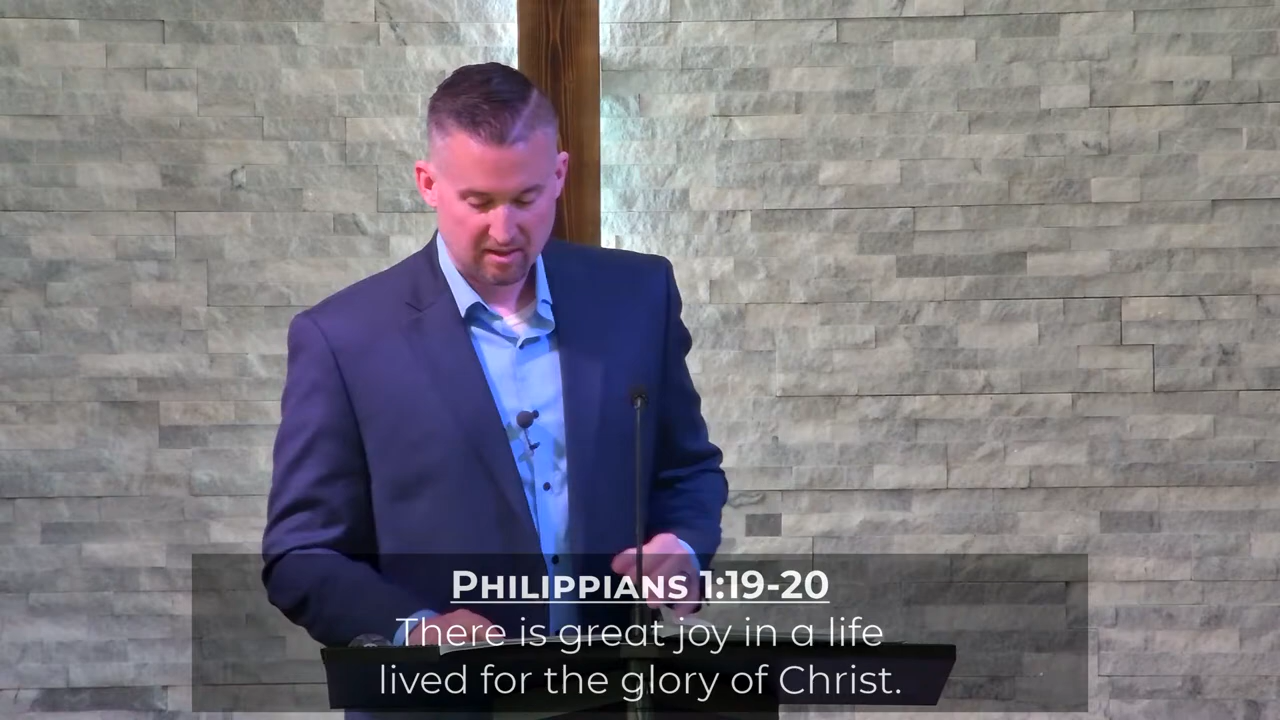 Philippians 1:19-20
There is great joy in a life
lived for the glory of Christ.